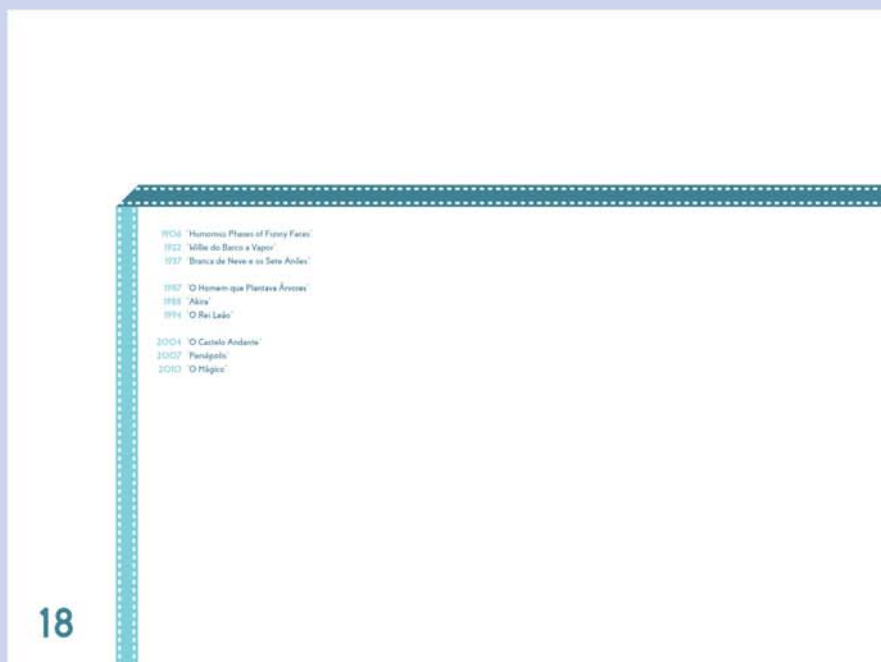 1906 'Humorous Phases of Funny Faces'
1922 'Willie do Barco a Vapor'
1937 'Branca de Neve e os Sete Anões'
1987 'O Homem que Plantava Árvores'
1988 'Akira'
1994 'O Rei Leão'
2004 'O Castelo Andante'
2007 'Persépolis'
2010 'O Mágico'
18